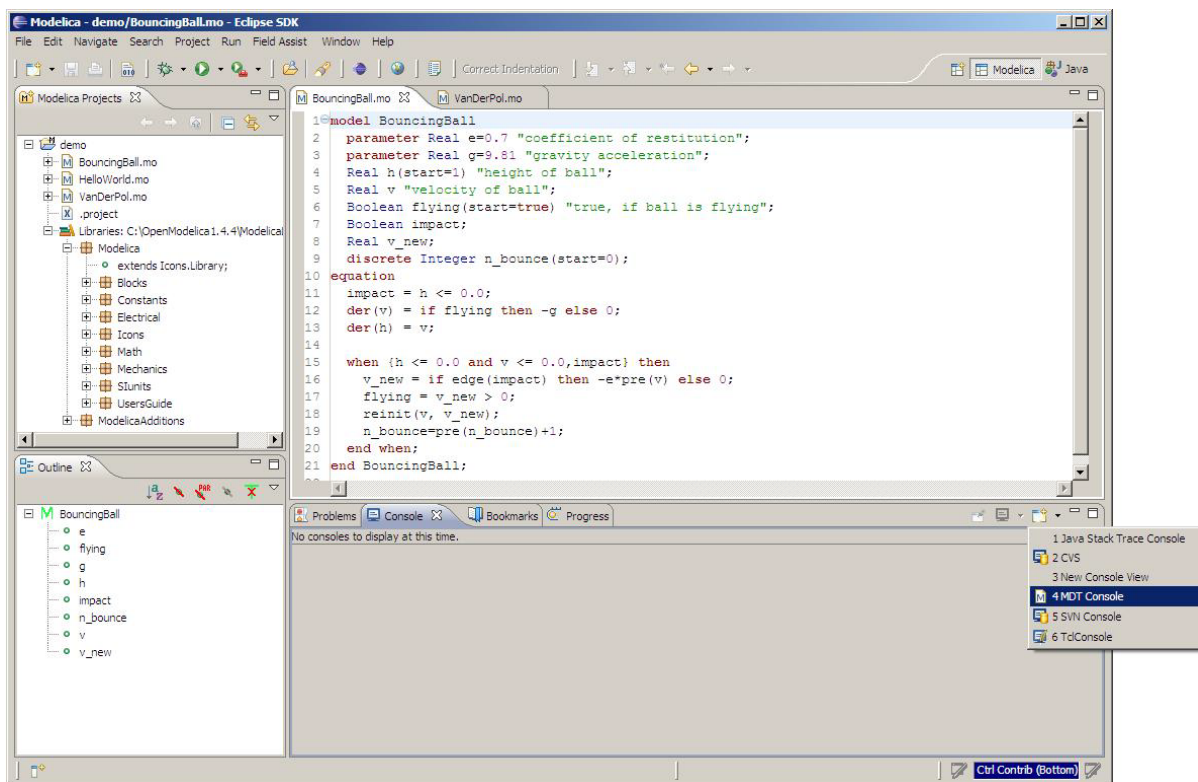 Modelica - demo/BouncingBall.mo - Eclipse SDK
File Edit Navigate Search Project Run Field Assist Window Help
Correct Indentation
Modelica
Java
Modelica Projects
demo
BouncingBall.mo
HelloWorld.mo
VanDerPol.mo
.project
Libraries: C:\OpenModelica1.4.4\Modelica
Modelica
extends Icons.Library;
Blocks
Constants
Electrical
Icons
Math
Mechanics
SIunits
UsersGuide
ModelicaAdditions
BouncingBall.mo
VanDerPol.mo
1 model BouncingBall
2 parameter Real e=0.7 "coefficient of restitution";
3 parameter Real g=9.81 "gravity acceleration";
4 Real h(start=1) "height of ball";
5 Real v "velocity of ball";
6 Boolean flying(start=true) "true, if ball is flying";
7 Boolean impact;
8 Real v_new;
9 discrete Integer n_bounce(start=0);
10 equation
11 impact = h <= 0.0;
12 der(v) = if flying then -g else 0;
13 der(h) = v;
14
15 when {h <= 0.0 and v <= 0.0,impact} then
16 v_new = if edge(impact) then -e*pre(v) else 0;
17 flying = v_new > 0;
18 reinit(v, v_new);
19 n_bounce=pre(n_bounce)+1;
20 end when;
21 end BouncingBall;
Outline
BouncingBall
e
flying
g
h
impact
n_bounce
v
v_new
Problems
Console
Bookmarks
Progress
No consoles to display at this time.
1 Java Stack Trace Console
2 CVS
3 New Console View
4 MDT Console
5 SVN Console
6 TclConsole
Ctrl Contrib (Bottom)